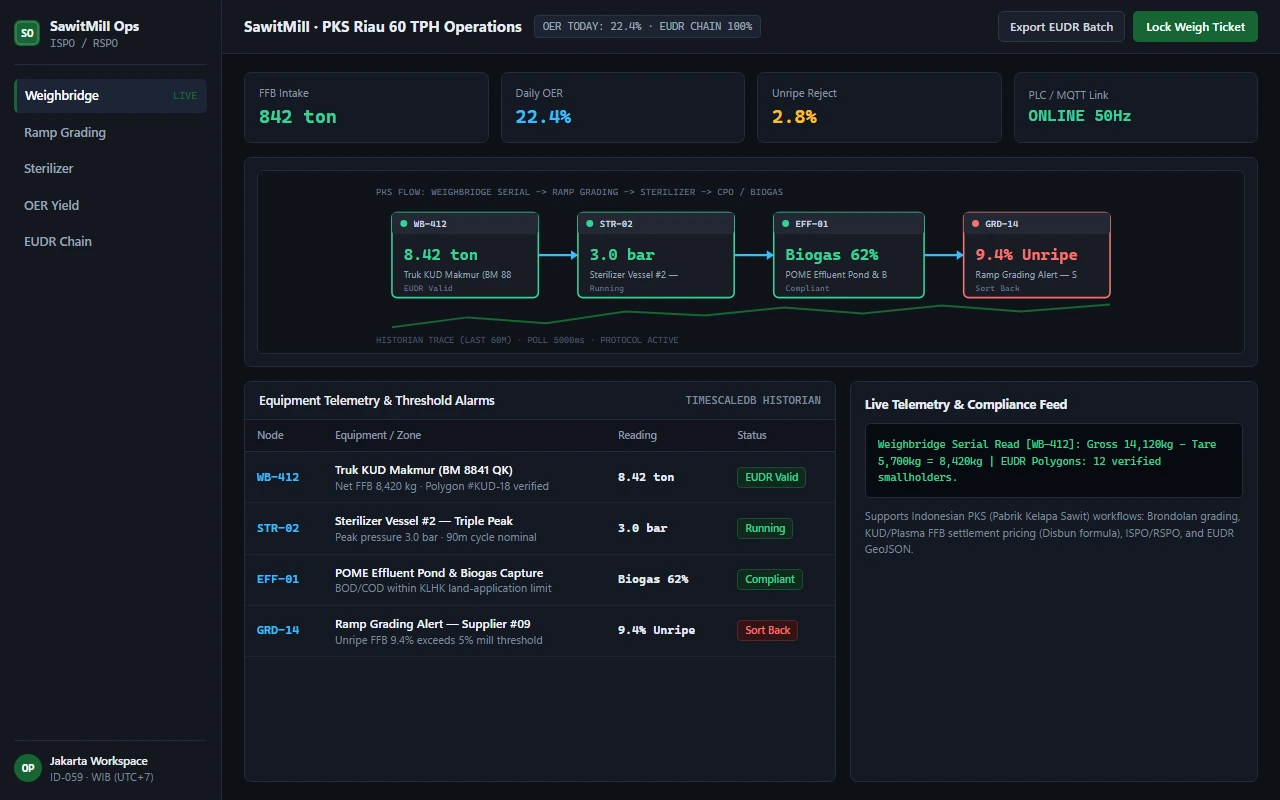 SO
SawitMill Ops
ISPO / RSPO
Weighbridge
LIVE
Ramp Grading
Sterilizer
OER Yield
EUDR Chain
OP
Jakarta Workspace
ID-059 · WIB (UTC+7)
SawitMill · PKS Riau 60 TPH Operations
OER TODAY: 22.4% · EUDR CHAIN 100%
Export EUDR Batch
Lock Weigh Ticket
FFB Intake
842 ton
Daily OER
22.4%
Unripe Reject
2.8%
PLC / MQTT Link
ONLINE 50Hz
PKS FLOW: WEIGHBRIDGE SERIAL -> RAMP GRADING -> STERILIZER -> CPO / BIOGAS
WB-412
8.42 ton
Truk KUD Makmur (BM 88
EUDR Valid
STR-02
3.0 bar
Sterilizer Vessel #2 —
Running
EFF-01
Biogas 62%
POME Effluent Pond & B
Compliant
GRD-14
9.4% Unripe
Ramp Grading Alert — S
Sort Back
HISTORIAN TRACE (LAST 60M) · POLL 5000ms · PROTOCOL ACTIVE
Equipment Telemetry & Threshold Alarms
TIMESCALEDB HISTORIAN
Node Equipment / Zone Reading Status
WB-412
Truk KUD Makmur (BM 8841 QK)
Net FFB 8,420 kg · Polygon #KUD-18 verified
8.42 ton
EUDR Valid
STR-02
Sterilizer Vessel #2 — Triple Peak
Peak pressure 3.0 bar · 90m cycle nominal
3.0 bar
Running
EFF-01
POME Effluent Pond & Biogas Capture
BOD/COD within KLHK land-application limit
Biogas 62%
Compliant
GRD-14
Ramp Grading Alert — Supplier #09
Unripe FFB 9.4% exceeds 5% mill threshold
9.4% Unripe
Sort Back
Live Telemetry & Compliance Feed
Weighbridge Serial Read [WB-412]: Gross 14,120kg - Tare
5,700kg = 8,420kg | EUDR Polygons: 12 verified
smallholders.
Supports Indonesian PKS (Pabrik Kelapa Sawit) workflows: Brondolan grading,
KUD/Plasma FFB settlement pricing (Disbun formula), ISPO/RSPO, and EUDR
GeoJSON.